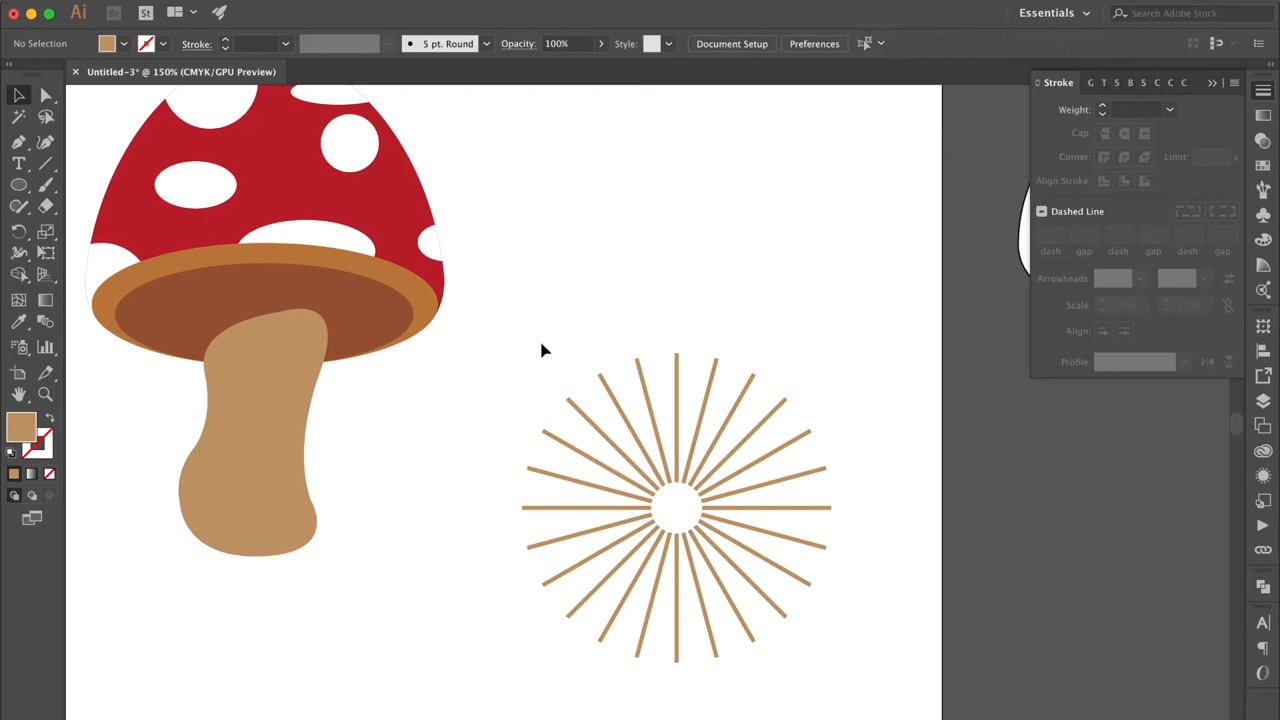 Ai Br St Essentials Search Adobe Stock
No Selection Stroke: 5 pt. Round Opacity: 100% Style: Document Setup Preferences
× Untitled-3* @ 150% (CMYK/GPU Preview)
Stroke G T S B S C C C
Weight:
Cap:
Corner: Limit: x
Align Stroke:
Dashed Line
dash gap dash gap dash gap
Arrowheads:
Scale:
Align:
Profile: